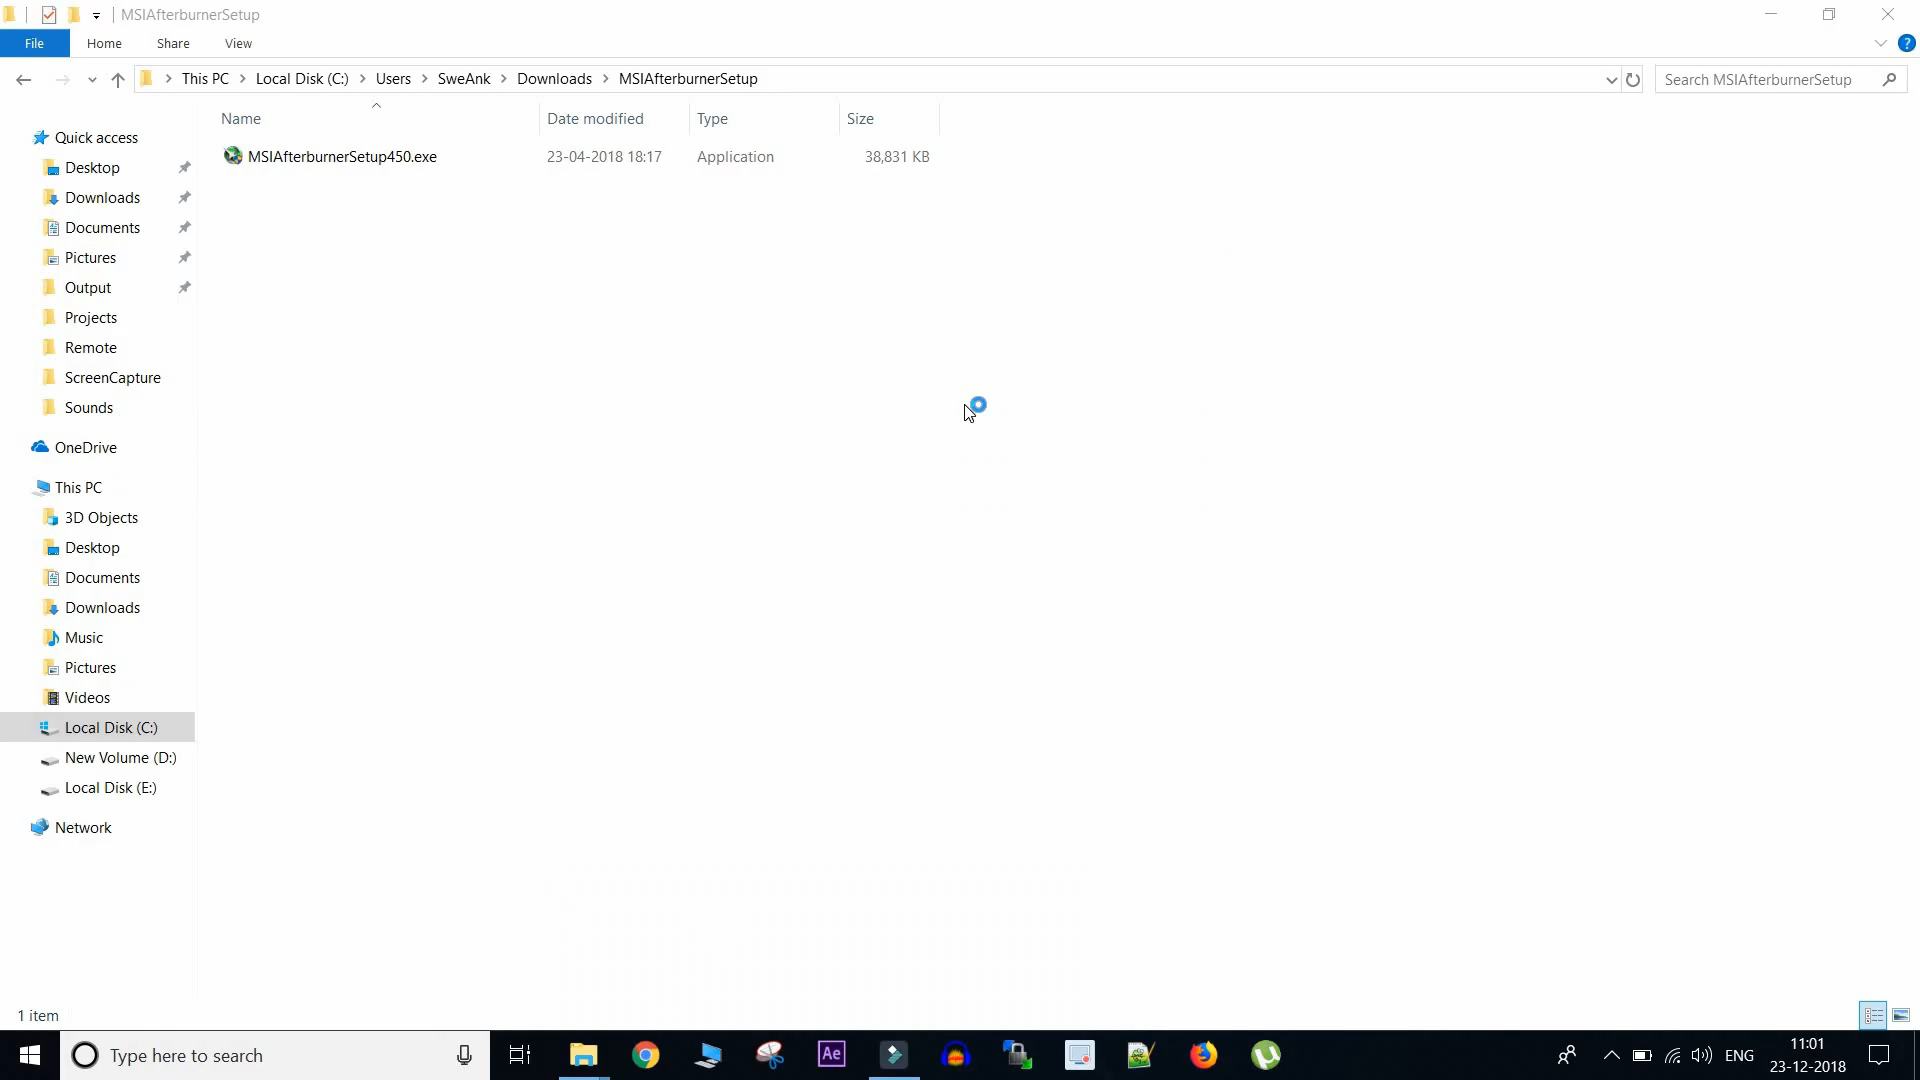 MSIAfterburnerSetup
File Home Share View
This PC Local Disk (C:) Users SweAnk Downloads MSIAfterburnerSetup
Search MSIAfterburnerSetup
Name Date modified Type Size
MSIAfterburnerSetup450.exe 23-04-2018 18:17 Application 38,831 KB
Quick access
Desktop
Downloads
Documents
Pictures
Output
Projects
Remote
ScreenCapture
Sounds
OneDrive
This PC
3D Objects
Desktop
Documents
Downloads
Music
Pictures
Videos
Local Disk (C:)
New Volume (D:)
Local Disk (E:)
Network
1 item
Type here to search
Ae
ENG
11:01
23-12-2018